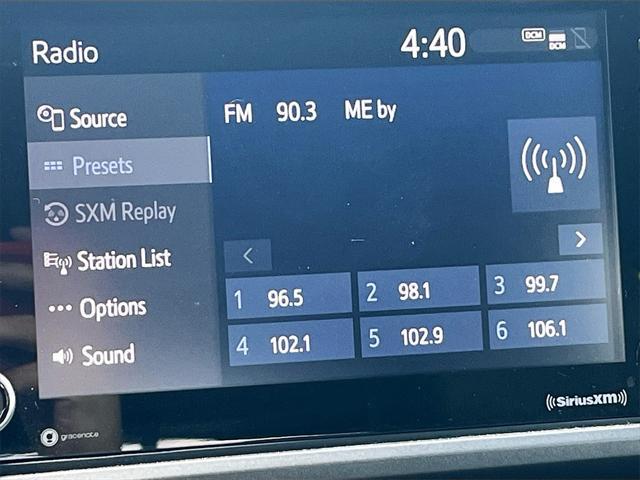 Radio 4:40 DCM DCM
Source
FM 90.3 ME by
Presets
SXM Replay
Station List
< >
1 96.5 2 98.1 3 99.7
Options
4 102.1 5 102.9 6 106.1
Sound
SiriusXM
gracenote